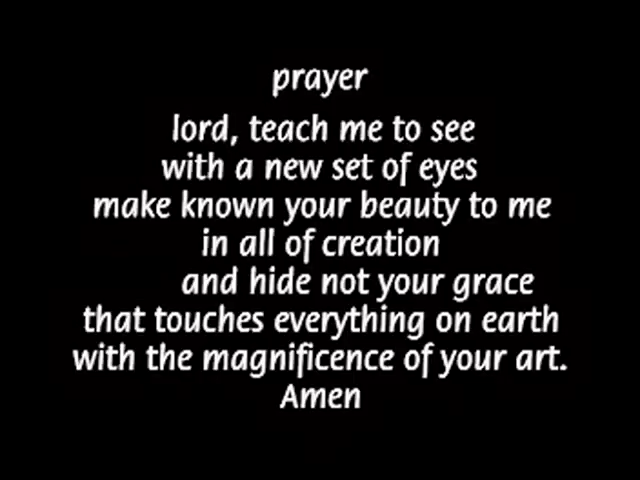 prayer
lord, teach me to see
with a new set of eyes
make known your beauty to me
in all of creation
and hide not your grace
that touches everything on earth
with the magnificence of your art.
Amen